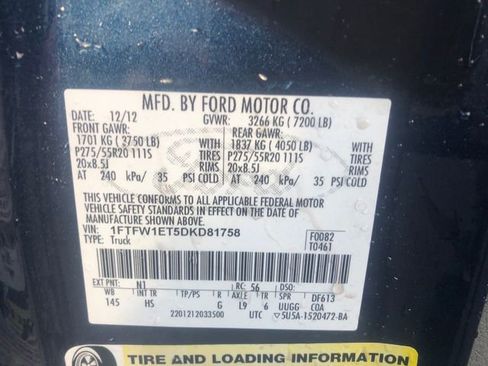 MFD. BY FORD MOTOR CO.
DATE: 12/12 GVWR: 3266 KG ( 7200 LB)
FRONT GAWR: REAR GAWR:
1701 KG ( 3750 LB) WITH 1837 KG ( 4050 LB) WITH
P275/55R20 111S TIRES P275/55R20 111S TIRES
20x8.5J RIMS 20x8.5J RIMS
AT 240 kPa/ 35 PSI COLD AT 240 kPa/ 35 PSI COLD
THIS VEHICLE CONFORMS TO ALL APPLICABLE FEDERAL MOTOR
VEHICLE SAFETY STANDARDS IN EFFECT ON THE DATE OF
MANUFACTURE SHOWN ABOVE.
VIN: 1FTFW1ET5DKD81758 F0082
TYPE: Truck T0461
EXT PNT: N1 RC: 56 DSO:
WB INT TR TP/PS R AXLE TR SPR DF613
145 HS G L9 6 UUGG COA
2201212033500 UTC 5U5A-1520472-BA
TIRE AND LOADING INFORMATION